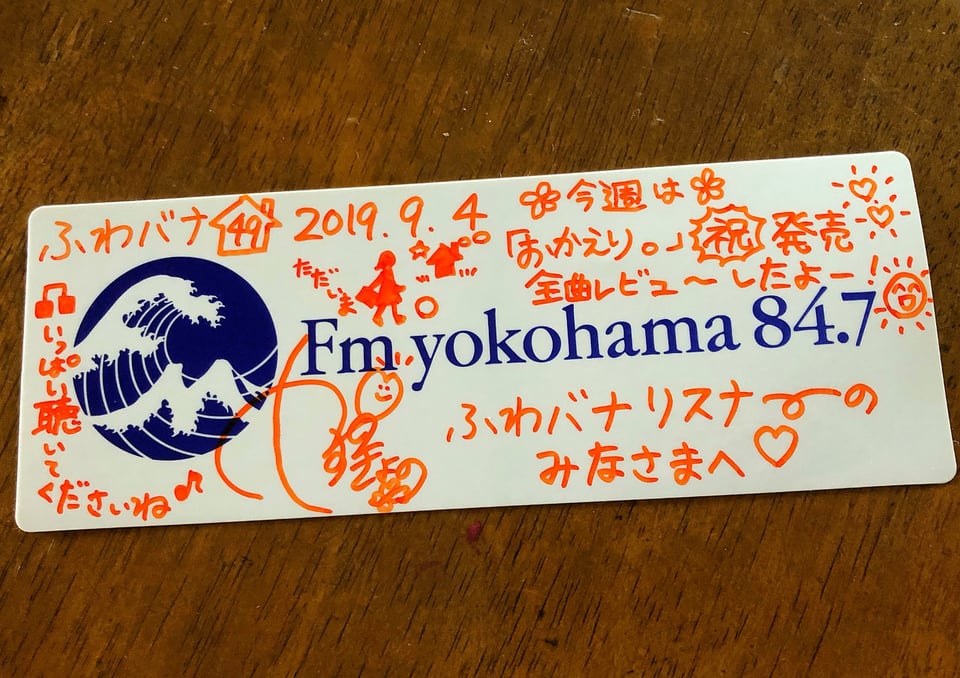 ふわバナ 49 2019.9.4
今週は
「おかえり。」 祝 発売
全曲レビュ〜したよー!
ただいま
Fm yokohama 84.7
いっぱい聴いて
くださいね♪
ふわバナリスナーの
みなさまへ♡